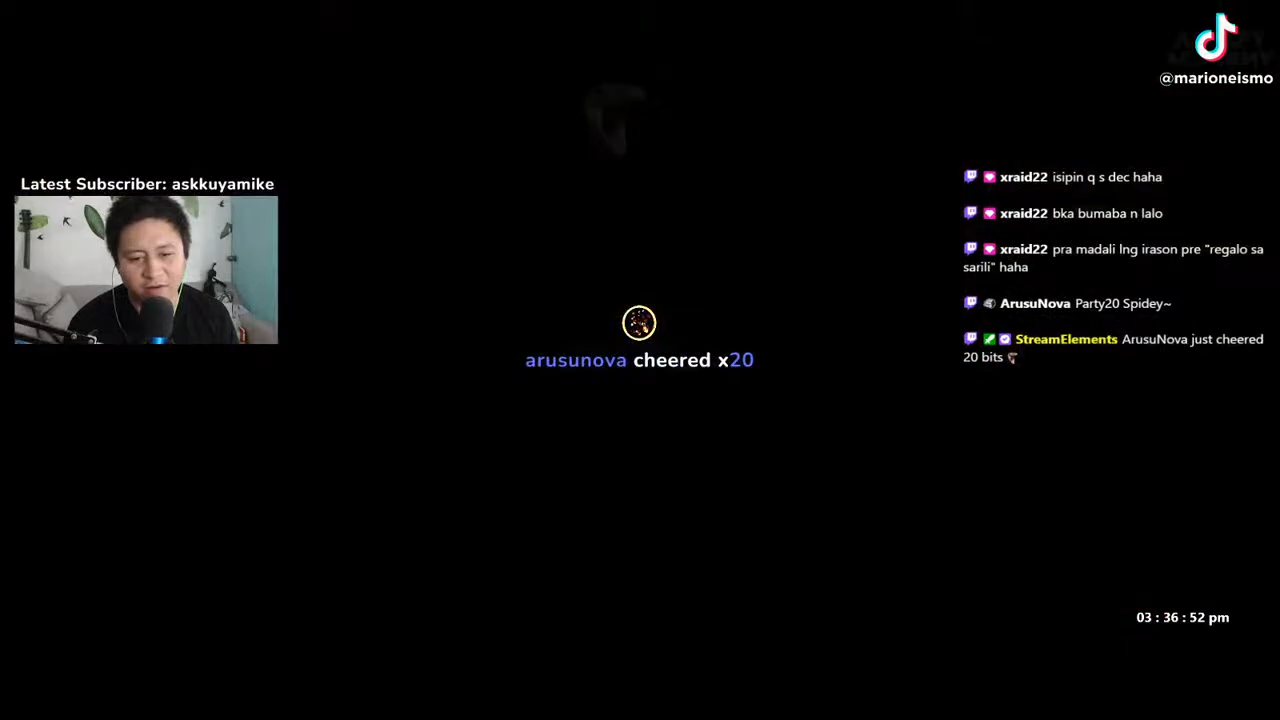 @marioneismo
Latest Subscriber: askkuyamike
xraid22 isipin q s dec haha
xraid22 bka bumaba n lalo
xraid22 pra madali lng irason pre "regalo sa
sarili" haha
ArusuNova Party20 Spidey~
StreamElements ArusuNova just cheered
20 bits
arusunova cheered x20
03 : 36 : 52 pm